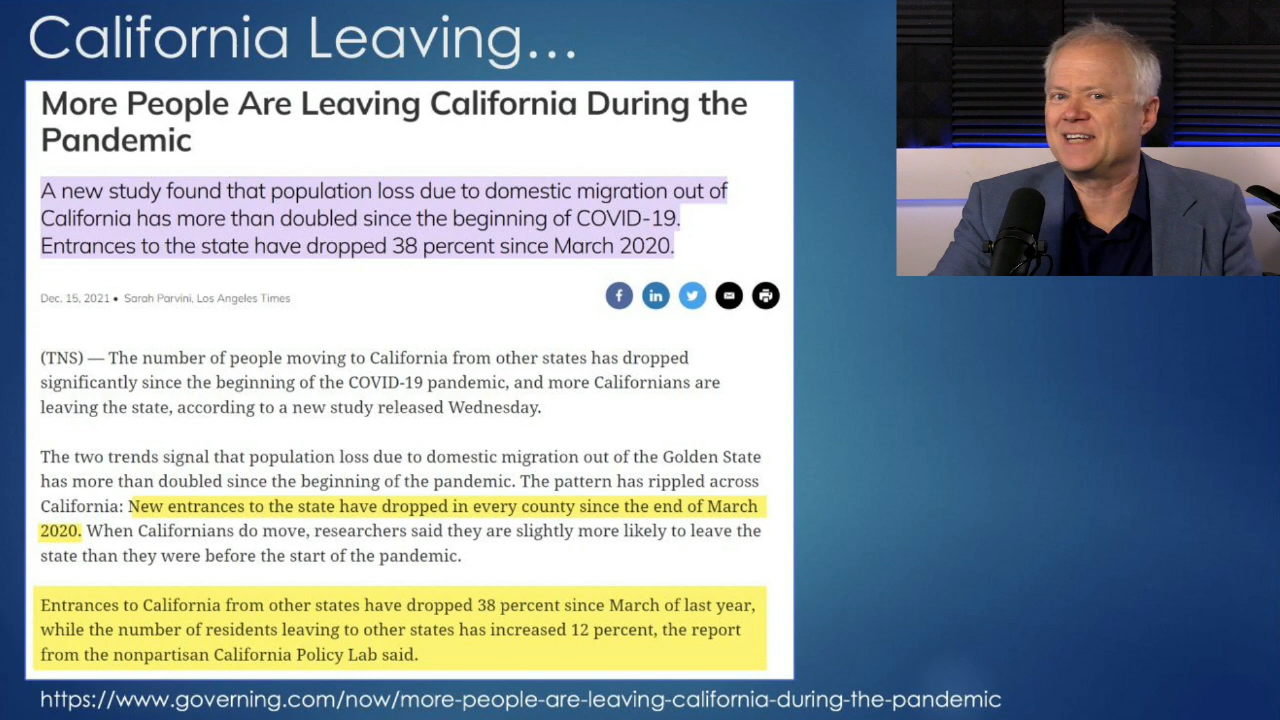 California Leaving...
More People Are Leaving California During the
Pandemic
A new study found that population loss due to domestic migration out of
California has more than doubled since the beginning of COVID-19.
Entrances to the state have dropped 38 percent since March 2020.
Dec. 15, 2021 • Sarah Parvini, Los Angeles Times
(TNS) — The number of people moving to California from other states has dropped
significantly since the beginning of the COVID-19 pandemic, and more Californians are
leaving the state, according to a new study released Wednesday.
The two trends signal that population loss due to domestic migration out of the Golden State
has more than doubled since the beginning of the pandemic. The pattern has rippled across
California: New entrances to the state have dropped in every county since the end of March
2020. When Californians do move, researchers said they are slightly more likely to leave the
state than they were before the start of the pandemic.
Entrances to California from other states have dropped 38 percent since March of last year,
while the number of residents leaving to other states has increased 12 percent, the report
from the nonpartisan California Policy Lab said.
https://www.governing.com/now/more-people-are-leaving-california-during-the-pandemic